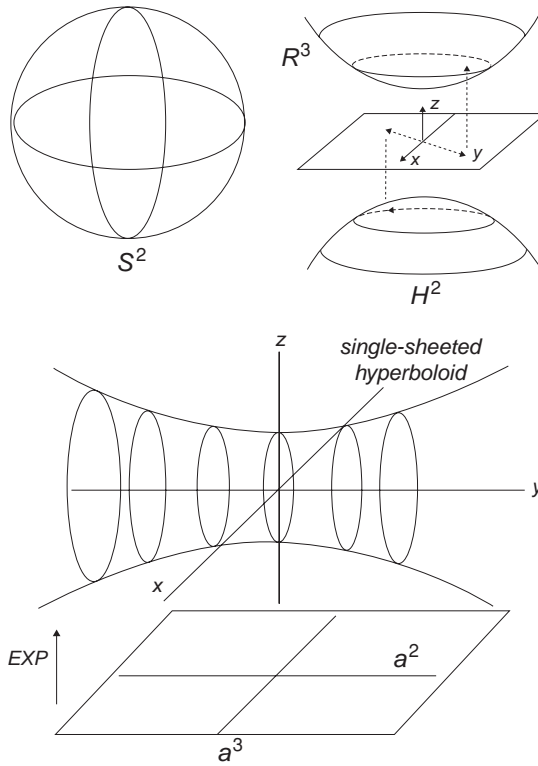 R³
z
x
y
S²
H²
z
single-sheeted
hyperboloid
y
x
EXP
a²
a³